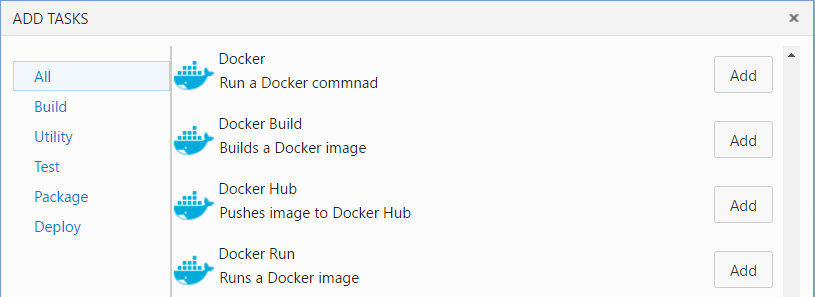 ADD TASKS
All
Build
Utility
Test
Package
Deploy
Docker
Run a Docker commnad
Add
Docker Build
Builds a Docker image
Add
Docker Hub
Pushes image to Docker Hub
Add
Docker Run
Runs a Docker image
Add